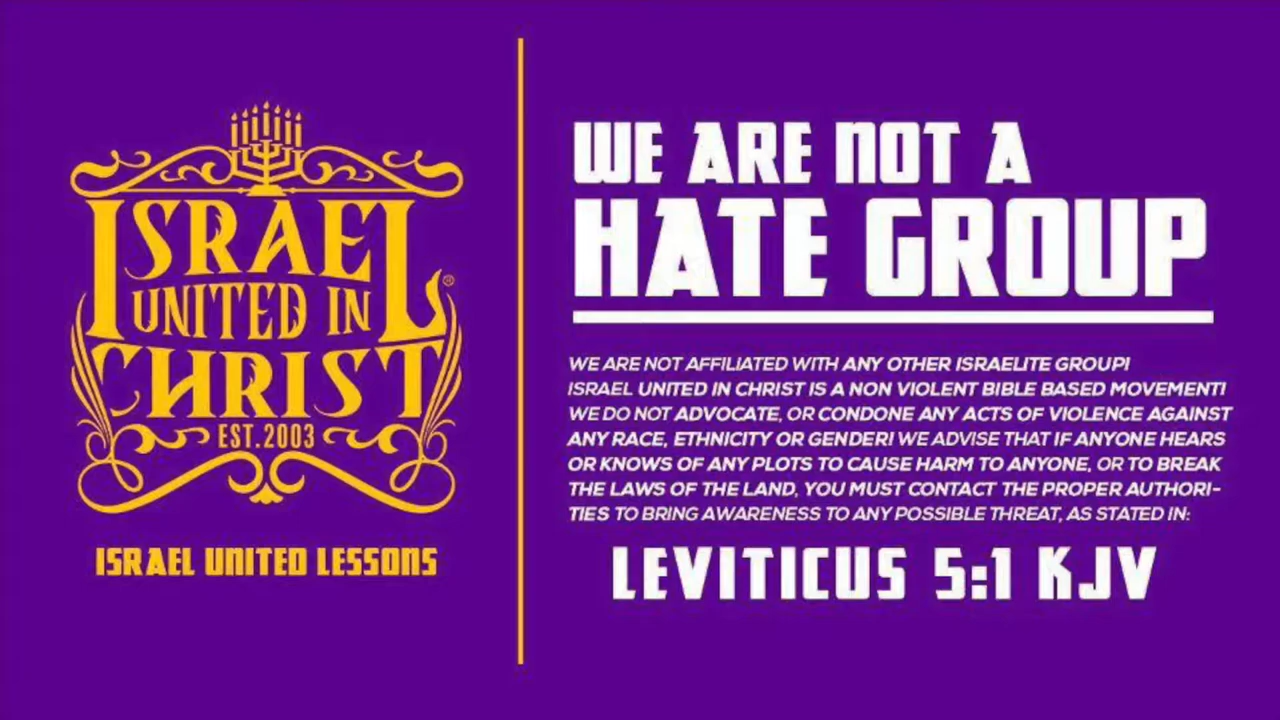 ISRAEL
UNITED IN
CHRIST
EST.2003
ISRAEL UNITED LESSONS
WE ARE NOT A
HATE GROUP
WE ARE NOT AFFILIATED WITH ANY OTHER ISRAELITE GROUP!
ISRAEL UNITED IN CHRIST IS A NON VIOLENT BIBLE BASED MOVEMENT!
WE DO NOT ADVOCATE, OR CONDONE ANY ACTS OF VIOLENCE AGAINST
ANY RACE, ETHNICITY OR GENDER! WE ADVISE THAT IF ANYONE HEARS
OR KNOWS OF ANY PLOTS TO CAUSE HARM TO ANYONE, OR TO BREAK
THE LAWS OF THE LAND, YOU MUST CONTACT THE PROPER AUTHORI-
TIES TO BRING AWARENESS TO ANY POSSIBLE THREAT, AS STATED IN:
LEVITICUS 5:1 KJV